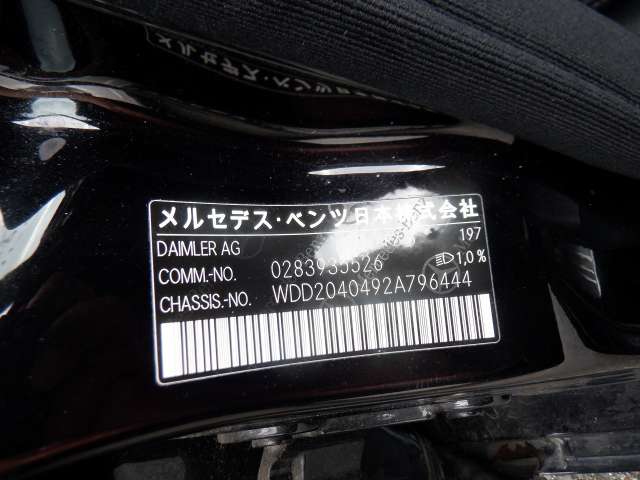 メルセデス・ベンツ日本株式会社
DAIMLER AG 197
COMM.-NO. 0283935526 1,0%
CHASSIS.-NO. WDD2040492A796444